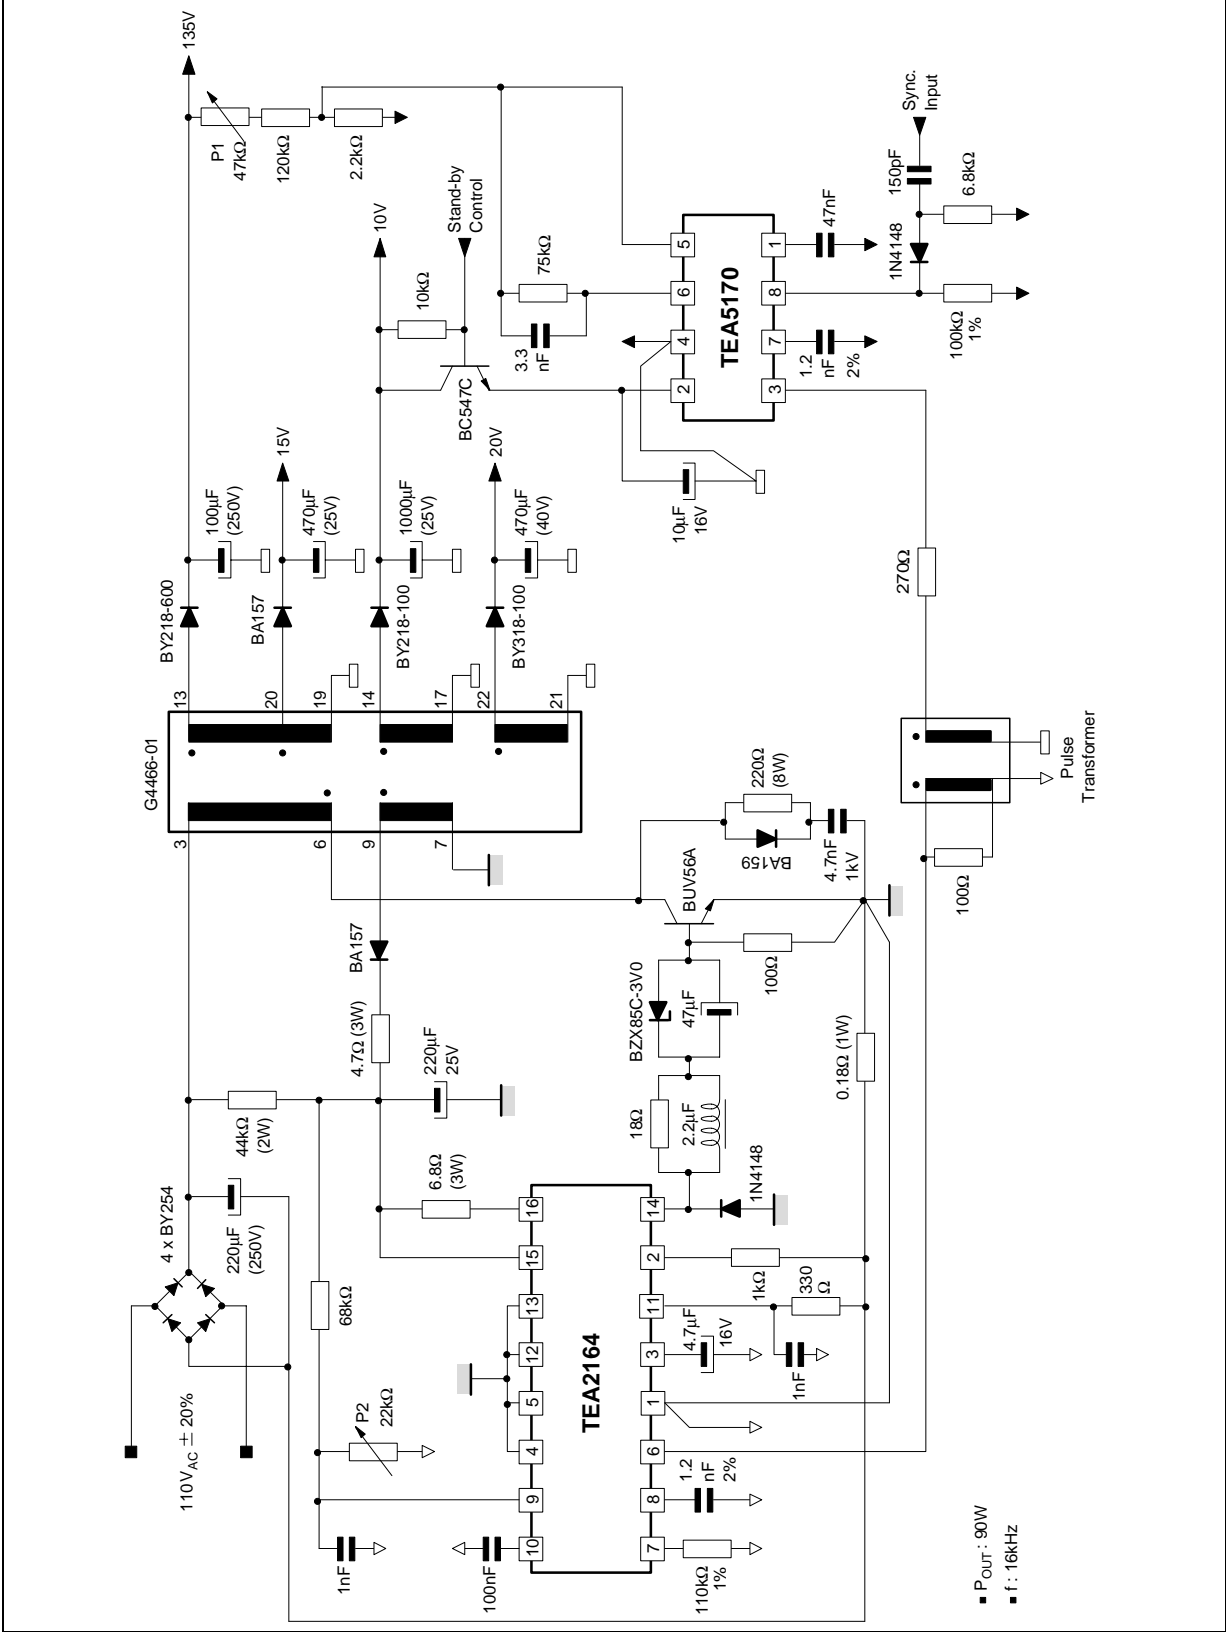 110VAC ± 20%
4 x BY254
220µF
(250V)
44kΩ
(2W)
68kΩ
P2
22kΩ
1nF
100nF
4.7Ω (3W)
BA157
220µF
25V
6.8Ω
(3W)
G4466-01
3
6
9
7
13
20
19
14
17
22
21
BY218-600
BA157
BY218-100
BY318-100
100µF
(250V)
470µF
(25V)
1000µF
(25V)
470µF
(40V)
135V
15V
10V
20V
P1
47kΩ
120kΩ
2.2kΩ
10kΩ
Stand-by
Control
BC547C
3.3
nF
75kΩ
10µF
16V
TEA5170
2
4
6
5
3
7
8
1
1.2
nF
2%
47nF
1N4148
150pF
Sync.
Input
6.8kΩ
100kΩ
1%
270Ω
Pulse
Transformer
100Ω
220Ω
(8W)
BA159
4.7nF
1kV
BUV56A
100Ω
BZX85C-3V0
47µF
18Ω
2.2µF
1N4148
0.18Ω (1W)
TEA2164
10
9
4
5
12
13
15
16
7
8
6
1
3
11
2
14
110kΩ
1%
1.2
nF
2%
4.7µF
16V
1nF
330
Ω
1kΩ
■ POUT : 90W
■ f : 16kHz